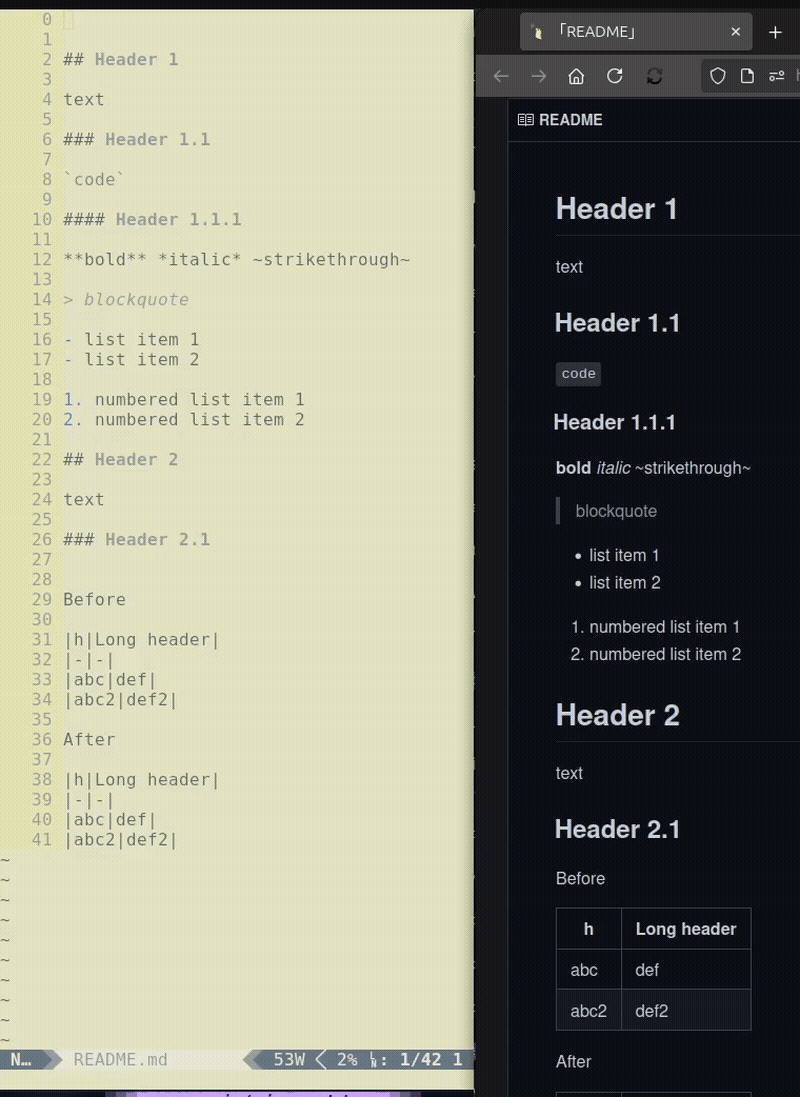 0
1
2 ## Header 1
3
4 text
5
6 ### Header 1.1
7
8 `code`
9
10 #### Header 1.1.1
11
12 **bold** *italic* ~strikethrough~
13
14 > blockquote
15
16 - list item 1
17 - list item 2
18
19 1. numbered list item 1
20 2. numbered list item 2
21
22 ## Header 2
23
24 text
25
26 ### Header 2.1
27
28
29 Before
30
31 |h|Long header|
32 |-|-|
33 |abc|def|
34 |abc2|def2|
35
36 After
37
38 |h|Long header|
39 |-|-|
40 |abc|def|
41 |abc2|def2|
~
~
~
~
~
~
~
~
~
~
N… README.md 53W 2% ㏑: 1/42 1
「README」
README
Header 1
text
Header 1.1
code
Header 1.1.1
bold italic ~strikethrough~
blockquote
• list item 1
• list item 2
1. numbered list item 1
2. numbered list item 2
Header 2
text
Header 2.1
Before
h Long header
abc def
abc2 def2
After